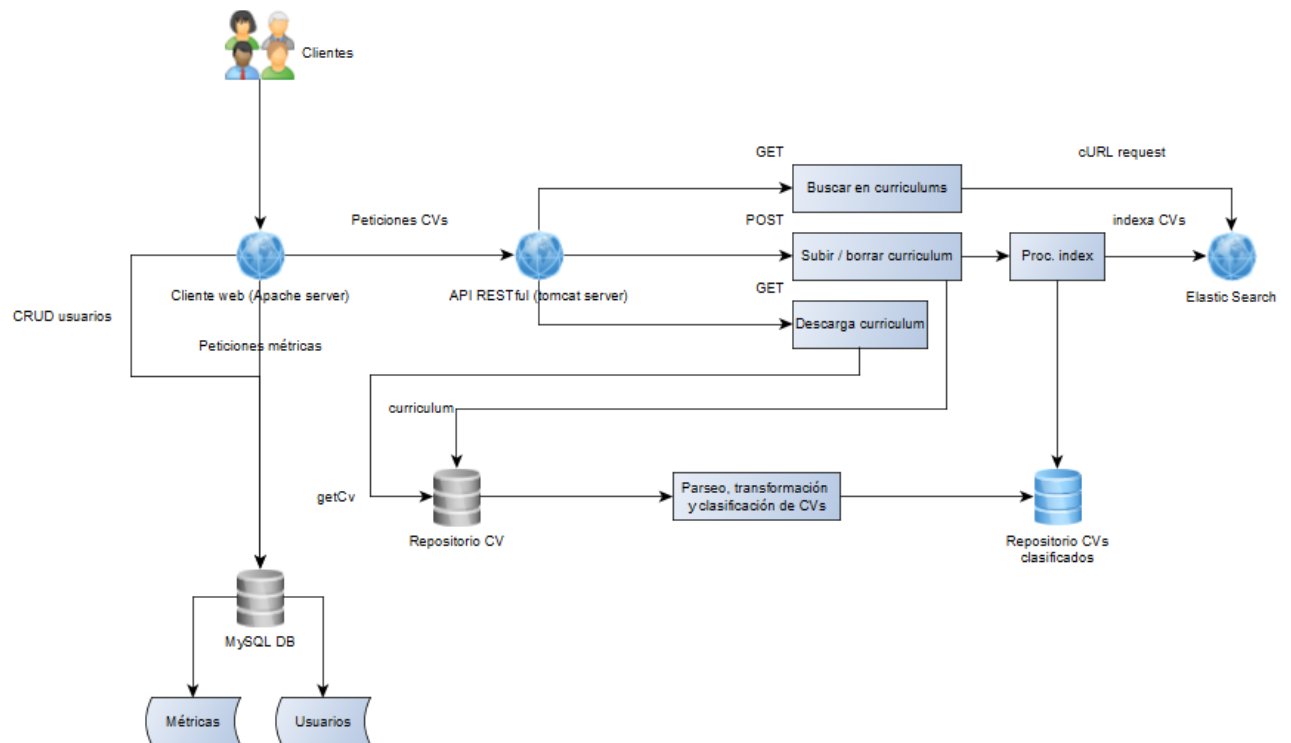 Clientes
GET
cURL request
Buscar en curriculums
Peticiones CVs
POST
indexa CVs
Subir / borrar curriculum
Proc. index
Cliente web (Apache server)
API RESTful (tomcat server)
GET
Elastic Search
CRUD usuarios
Descarga curriculum
Peticiones métricas
curriculum
getCv
Parseo, transformación
y clasificación de CVs
Repositorio CV
Repositorio CVs
clasificados
MySQL DB
Métricas
Usuarios